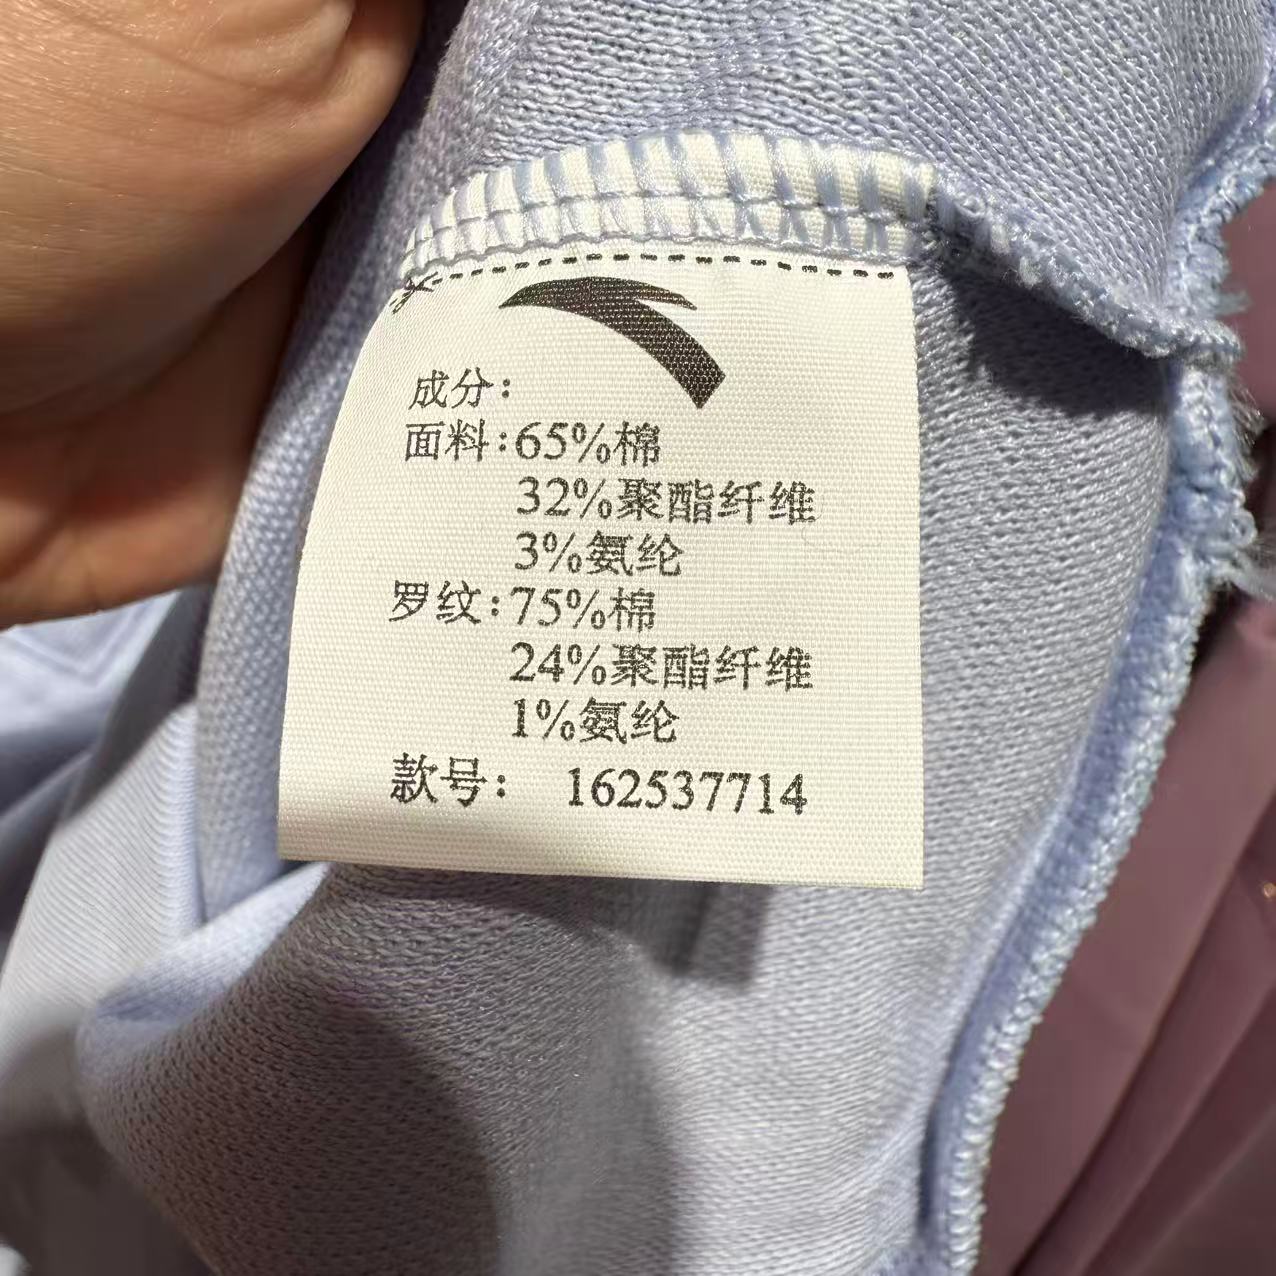 成分:
面料:65%棉
32%聚酯纤维
3%氨纶
罗纹:75%棉
24%聚酯纤维
1%氨纶
款号: 162537714